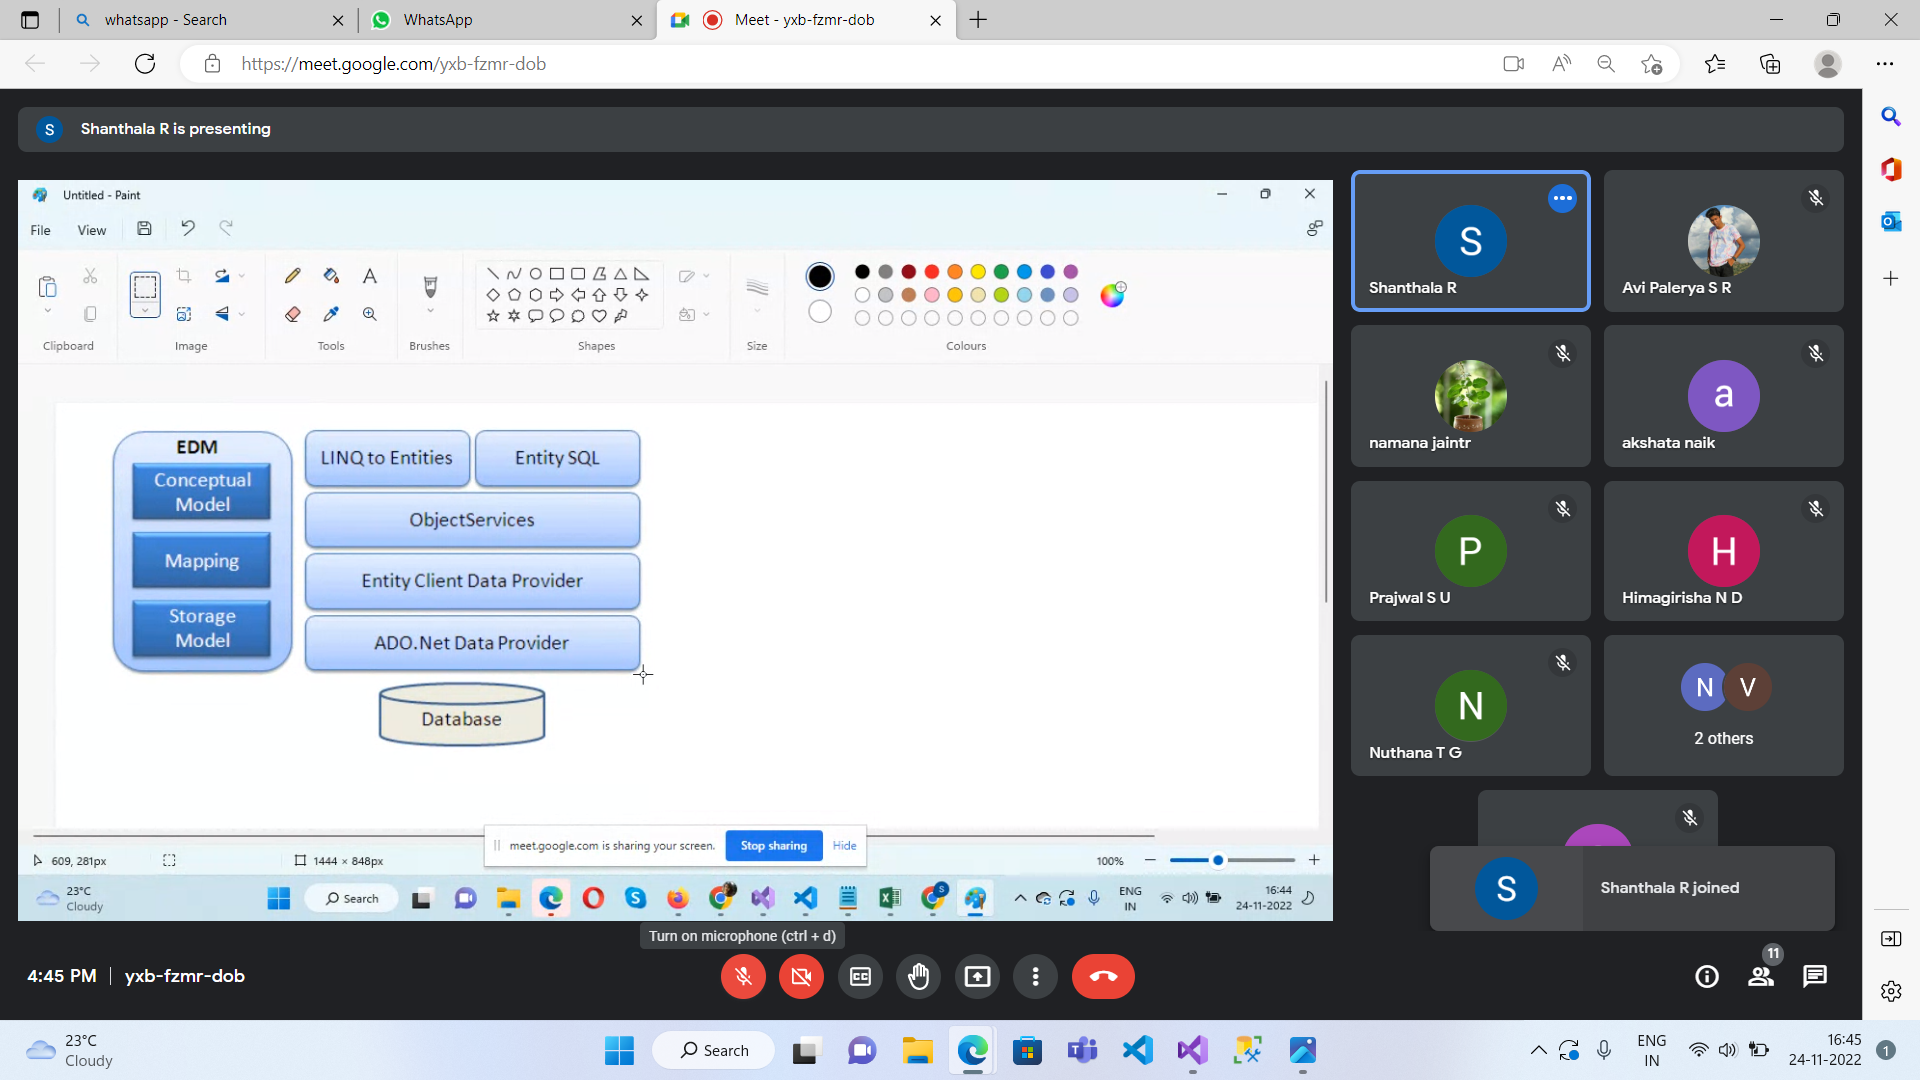 whatsapp - Search
WhatsApp
Meet - yxb-fzmr-dob
https://meet.google.com/yxb-fzmr-dob
S
Shanthala R is presenting
Untitled - Paint
File
View
Clipboard
Image
Tools
Brushes
Shapes
Size
Colours
EDM
Conceptual
Model
Mapping
Storage
Model
LINQ to Entities
Entity SQL
ObjectServices
Entity Client Data Provider
ADO.Net Data Provider
Database
meet.google.com is sharing your screen.
Stop sharing
Hide
609, 281px
1444 × 848px
100%
23°C
Cloudy
Search
ENG
IN
16:44
24-11-2022
S
Shanthala R
Avi Palerya S R
namana jaintr
a
akshata naik
P
Prajwal S U
H
Himagirisha N D
N
Nuthana T G
N
V
2 others
S
Shanthala R joined
Turn on microphone (ctrl + d)
4:45 PM
yxb-fzmr-dob
CC
11
23°C
Cloudy
Search
ENG
IN
16:45
24-11-2022
1